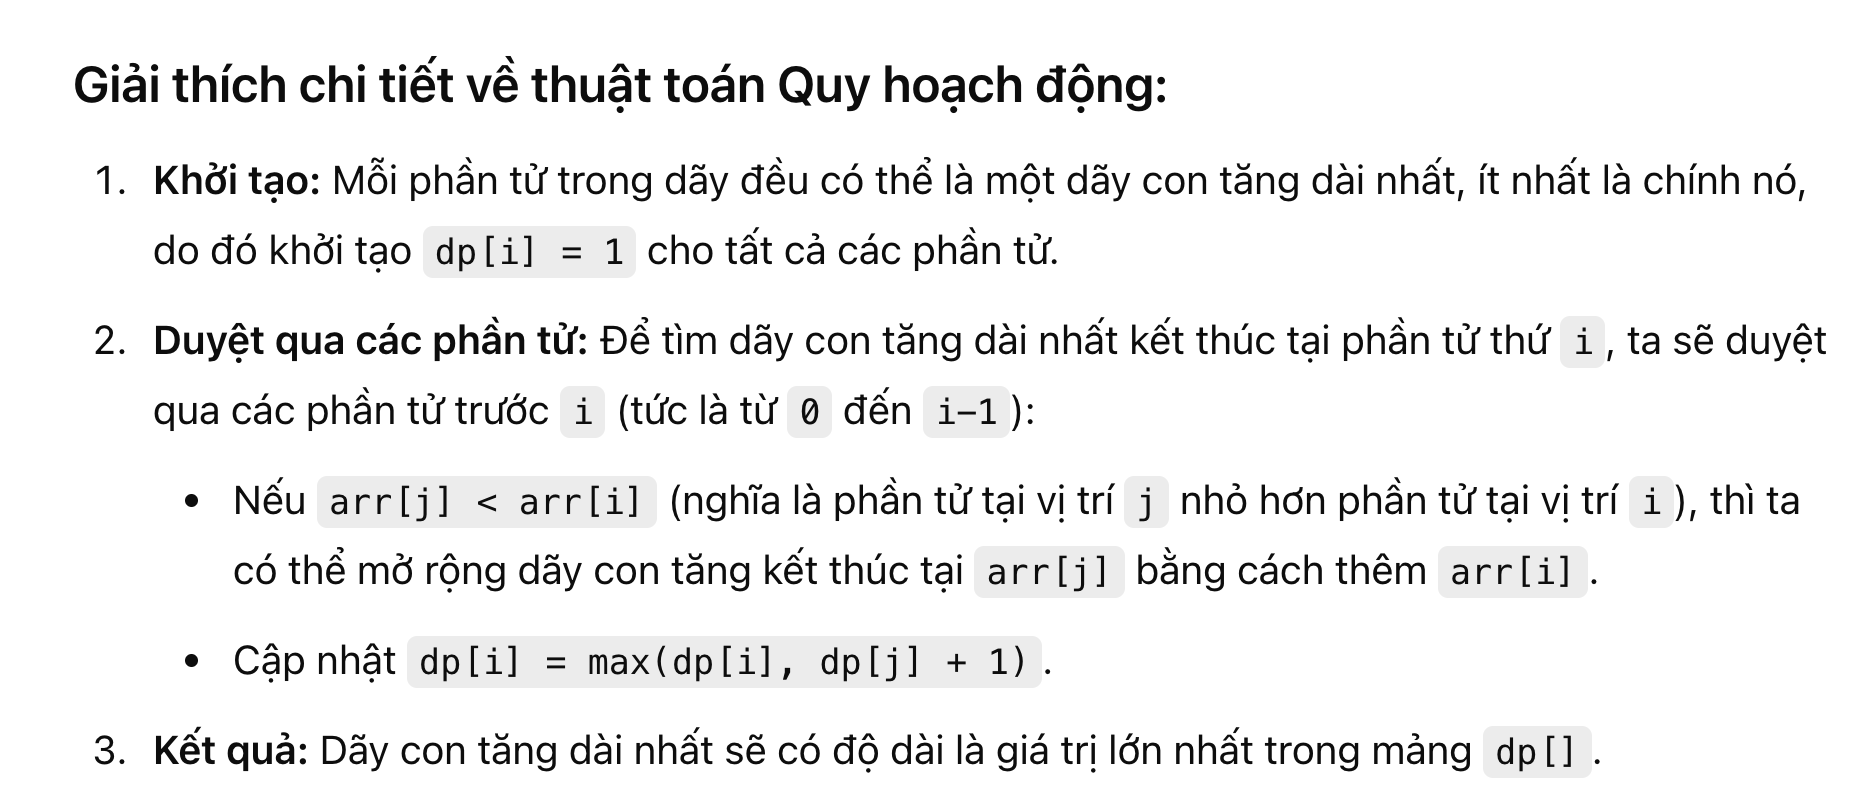 Giải thích chi tiết về thuật toán Quy hoạch động:
1. Khởi tạo: Mỗi phần tử trong dãy đều có thể là một dãy con tăng dài nhất, ít nhất là chính nó,
do đó khởi tạo dp[i] = 1 cho tất cả các phần tử.
2. Duyệt qua các phần tử: Để tìm dãy con tăng dài nhất kết thúc tại phần tử thứ i, ta sẽ duyệt
qua các phần tử trước i (tức là từ 0 đến i-1):
• Nếu arr[j] < arr[i] (nghĩa là phần tử tại vị trí j nhỏ hơn phần tử tại vị trí i), thì ta
có thể mở rộng dãy con tăng kết thúc tại arr[j] bằng cách thêm arr[i].
• Cập nhật dp[i] = max(dp[i], dp[j] + 1).
3. Kết quả: Dãy con tăng dài nhất sẽ có độ dài là giá trị lớn nhất trong mảng dp[].